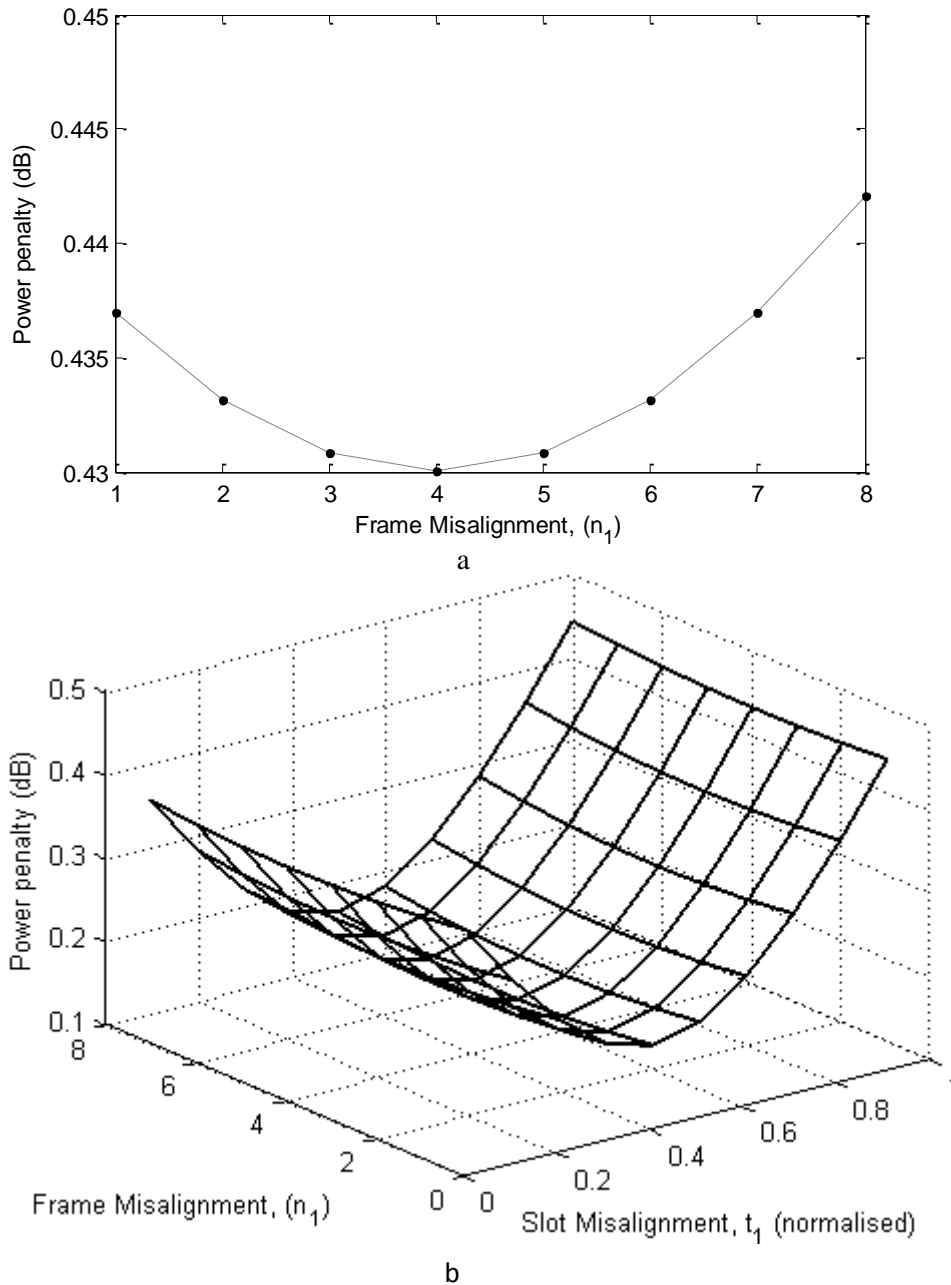 0.45
0.445
0.44
0.435
0.43
Power penalty (dB)
1 2 3 4 5 6 7 8
Frame Misalignment, (n1)
a
0.5
0.4
0.3
0.2
0.1
Power penalty (dB)
8
6
4
2
0
Frame Misalignment, (n1)
0
0.2
0.4
0.6
0.8
Slot Misalignment, t1 (normalised)
b